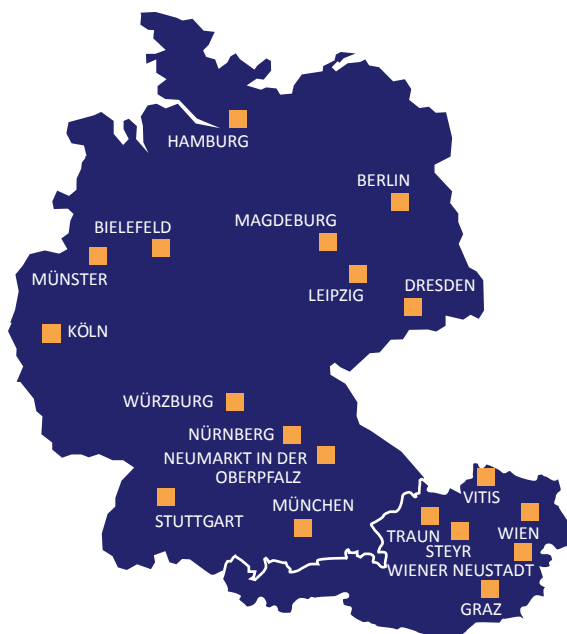 HAMBURG
BERLIN
BIELEFELD
MAGDEBURG
MÜNSTER
LEIPZIG
DRESDEN
KÖLN
WÜRZBURG
NÜRNBERG
NEUMARKT IN DER
OBERPFALZ
STUTTGART
MÜNCHEN
VITIS
TRAUN
STEYR
WIEN
WIENER NEUSTADT
GRAZ